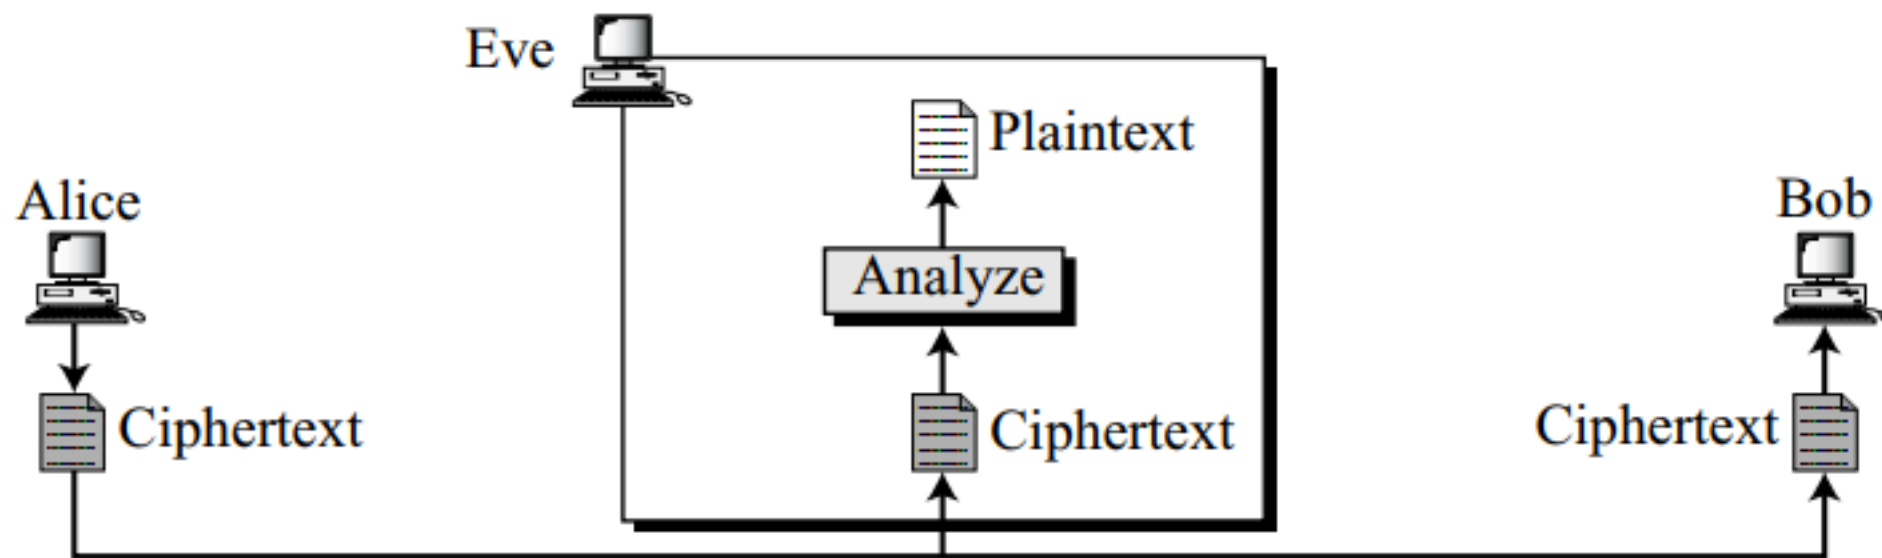 Eve
Plaintext
Alice
Bob
Analyze
Ciphertext
Ciphertext
Ciphertext